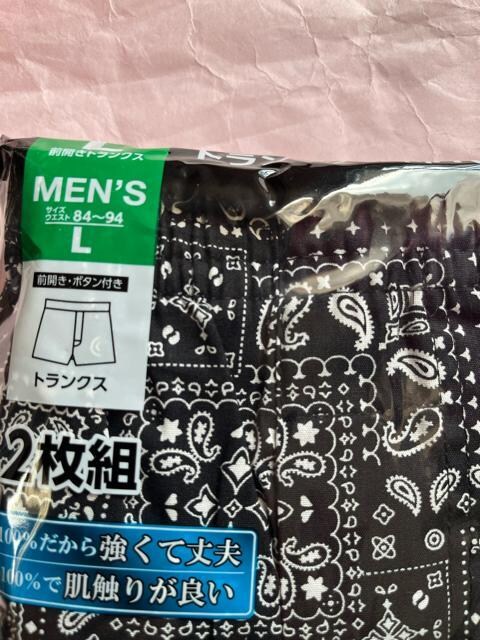 前開きトランクス
MEN'S
サイズ
ウエスト 84〜94
L
前開き・ボタン付き
トランクス
2枚組
100%だから強くて丈夫
100%で肌触りが良い